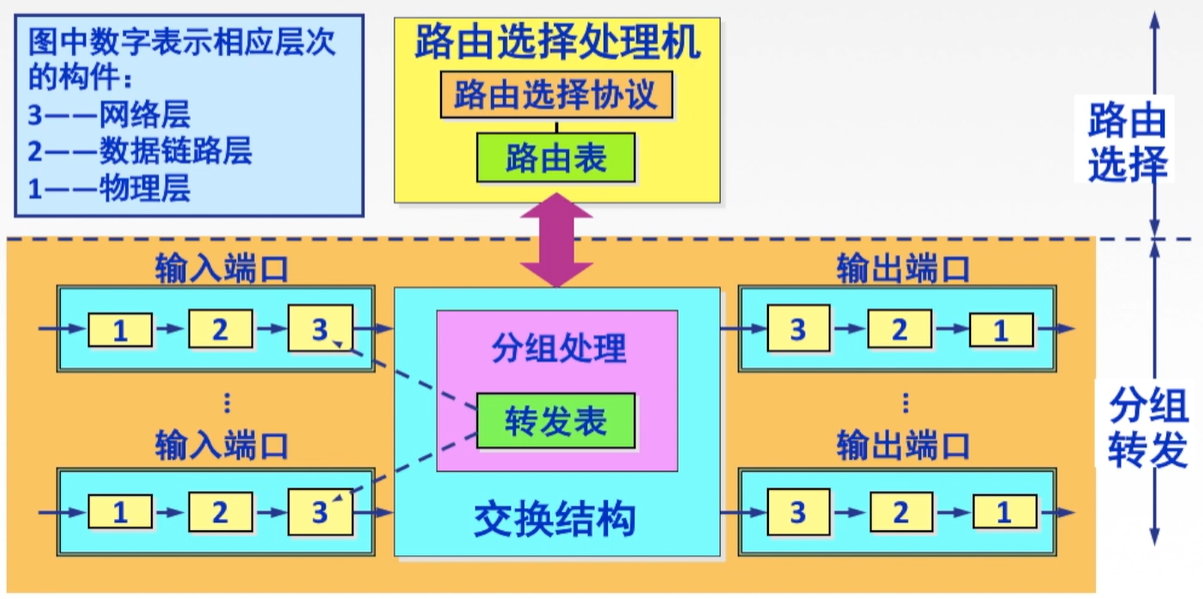 图中数字表示相应层次
的构件：
3——网络层
2——数据链路层
1——物理层
路由选择处理机
路由选择协议
路由表
路由
选择
输入端口
1 2 3
⋮
输入端口
1 2 3
分组处理
转发表
交换结构
输出端口
3 2 1
⋮
输出端口
3 2 1
分组
转发